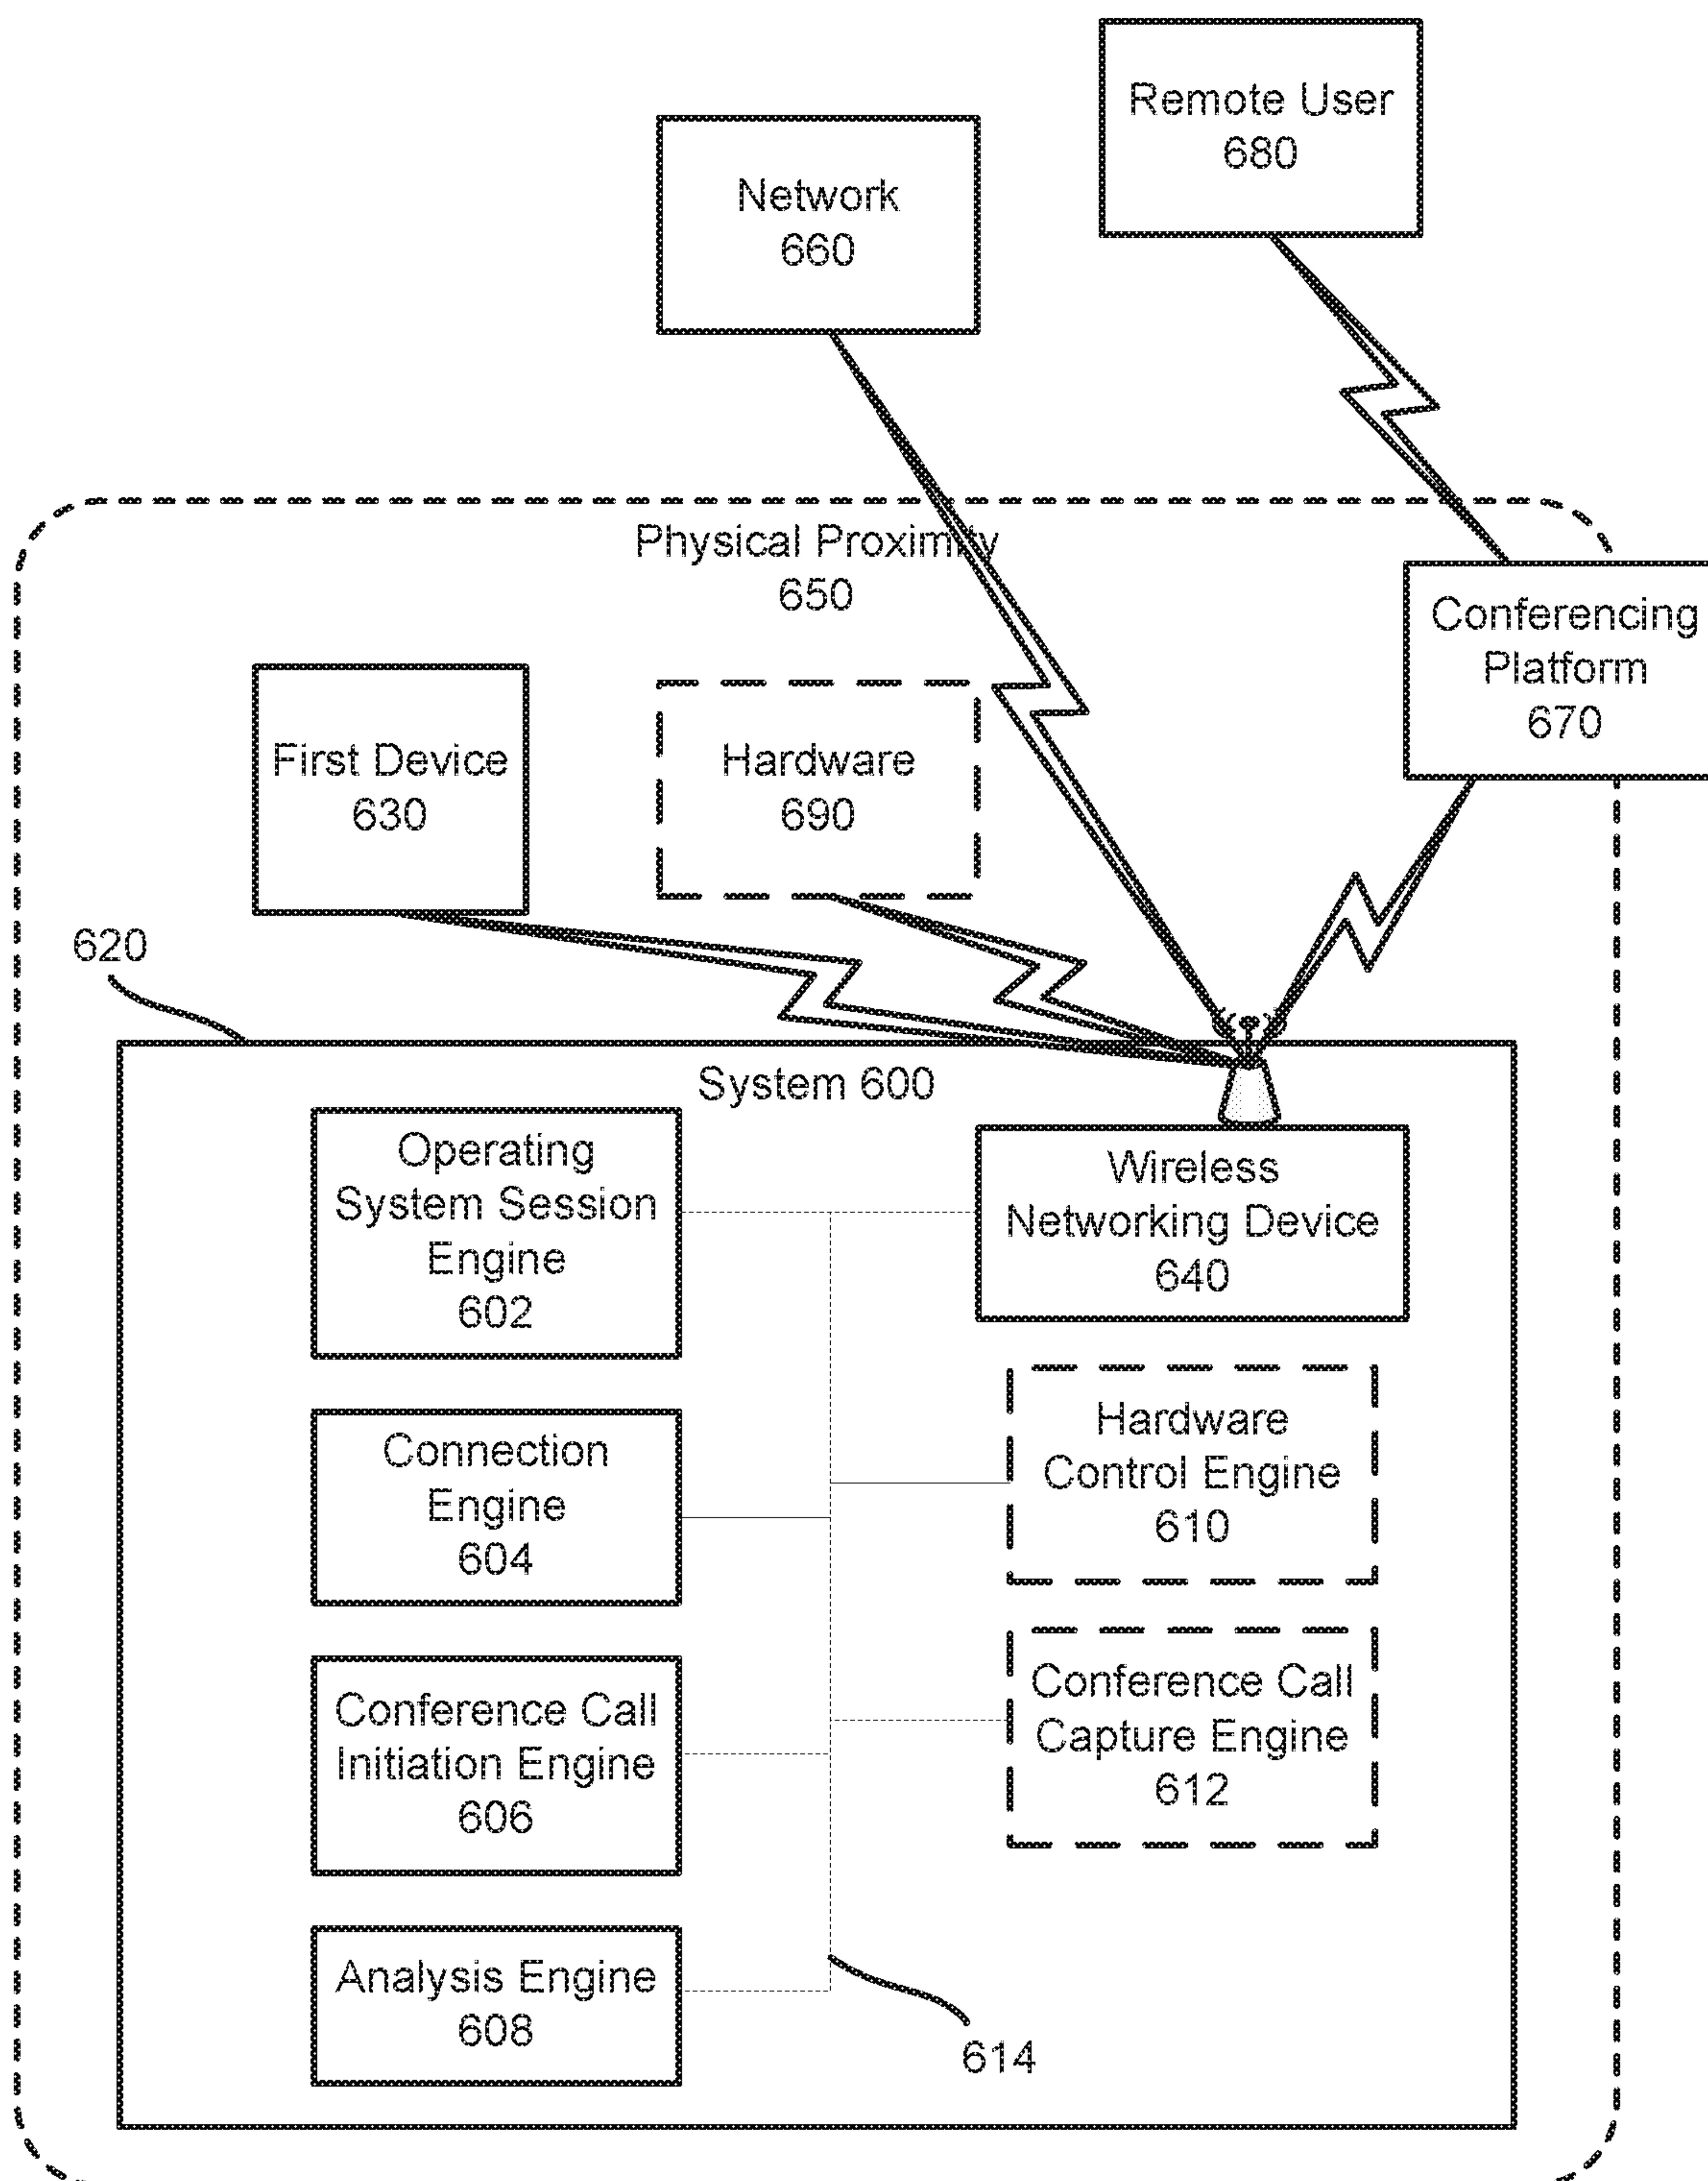 Remote User
680
Network
660
Physical Proximity
650
Conferencing
Platform
670
First Device
630
Hardware
690
620
System 600
Operating
System Session
Engine
602
Wireless
Networking Device
640
Connection
Engine
604
Hardware
Control Engine
610
Conference Call
Initiation Engine
606
Conference Call
Capture Engine
612
Analysis Engine
608
614